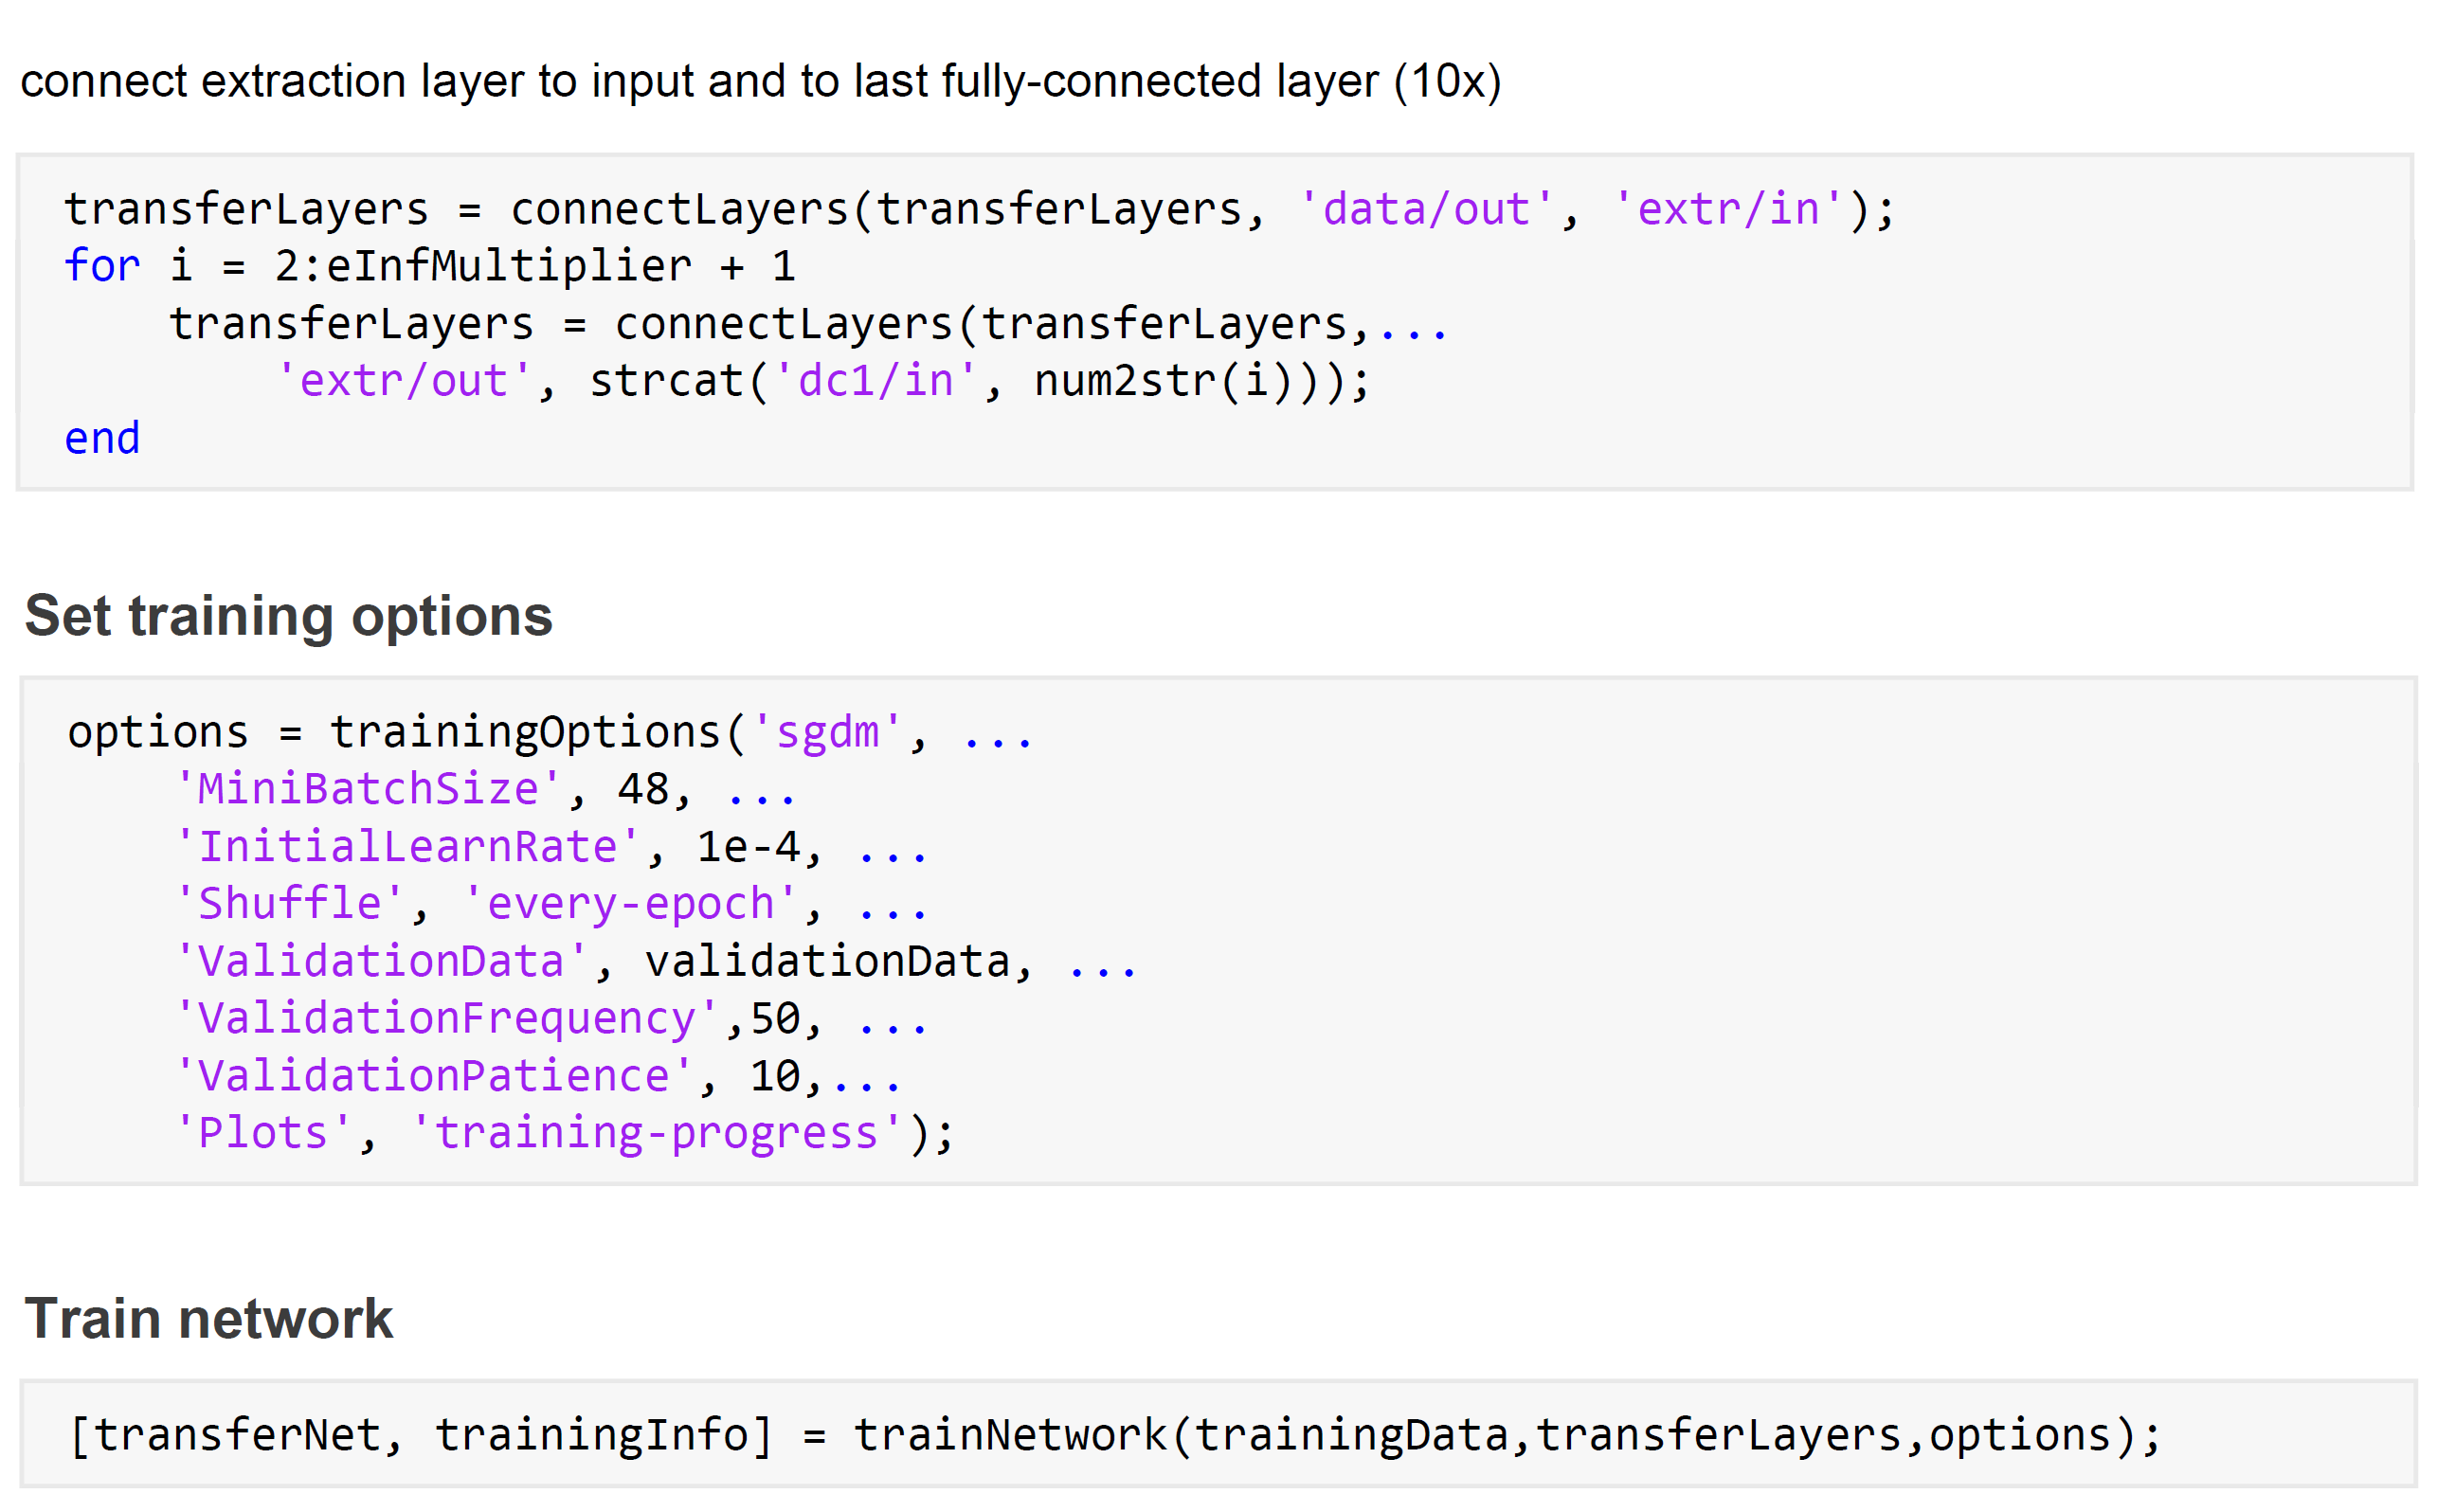 connect extraction layer to input and to last fully-connected layer (10x)
transferLayers = connectLayers(transferLayers, 'data/out', 'extr/in');
for i = 2:eInfMultiplier + 1
    transferLayers = connectLayers(transferLayers,...
        'extr/out', strcat('dc1/in', num2str(i)));
end
Set training options
options = trainingOptions('sgdm', ...
    'MiniBatchSize', 48, ...
    'InitialLearnRate', 1e-4, ...
    'Shuffle', 'every-epoch', ...
    'ValidationData', validationData, ...
    'ValidationFrequency',50, ...
    'ValidationPatience', 10,...
    'Plots', 'training-progress');
Train network
[transferNet, trainingInfo] = trainNetwork(trainingData,transferLayers,options);